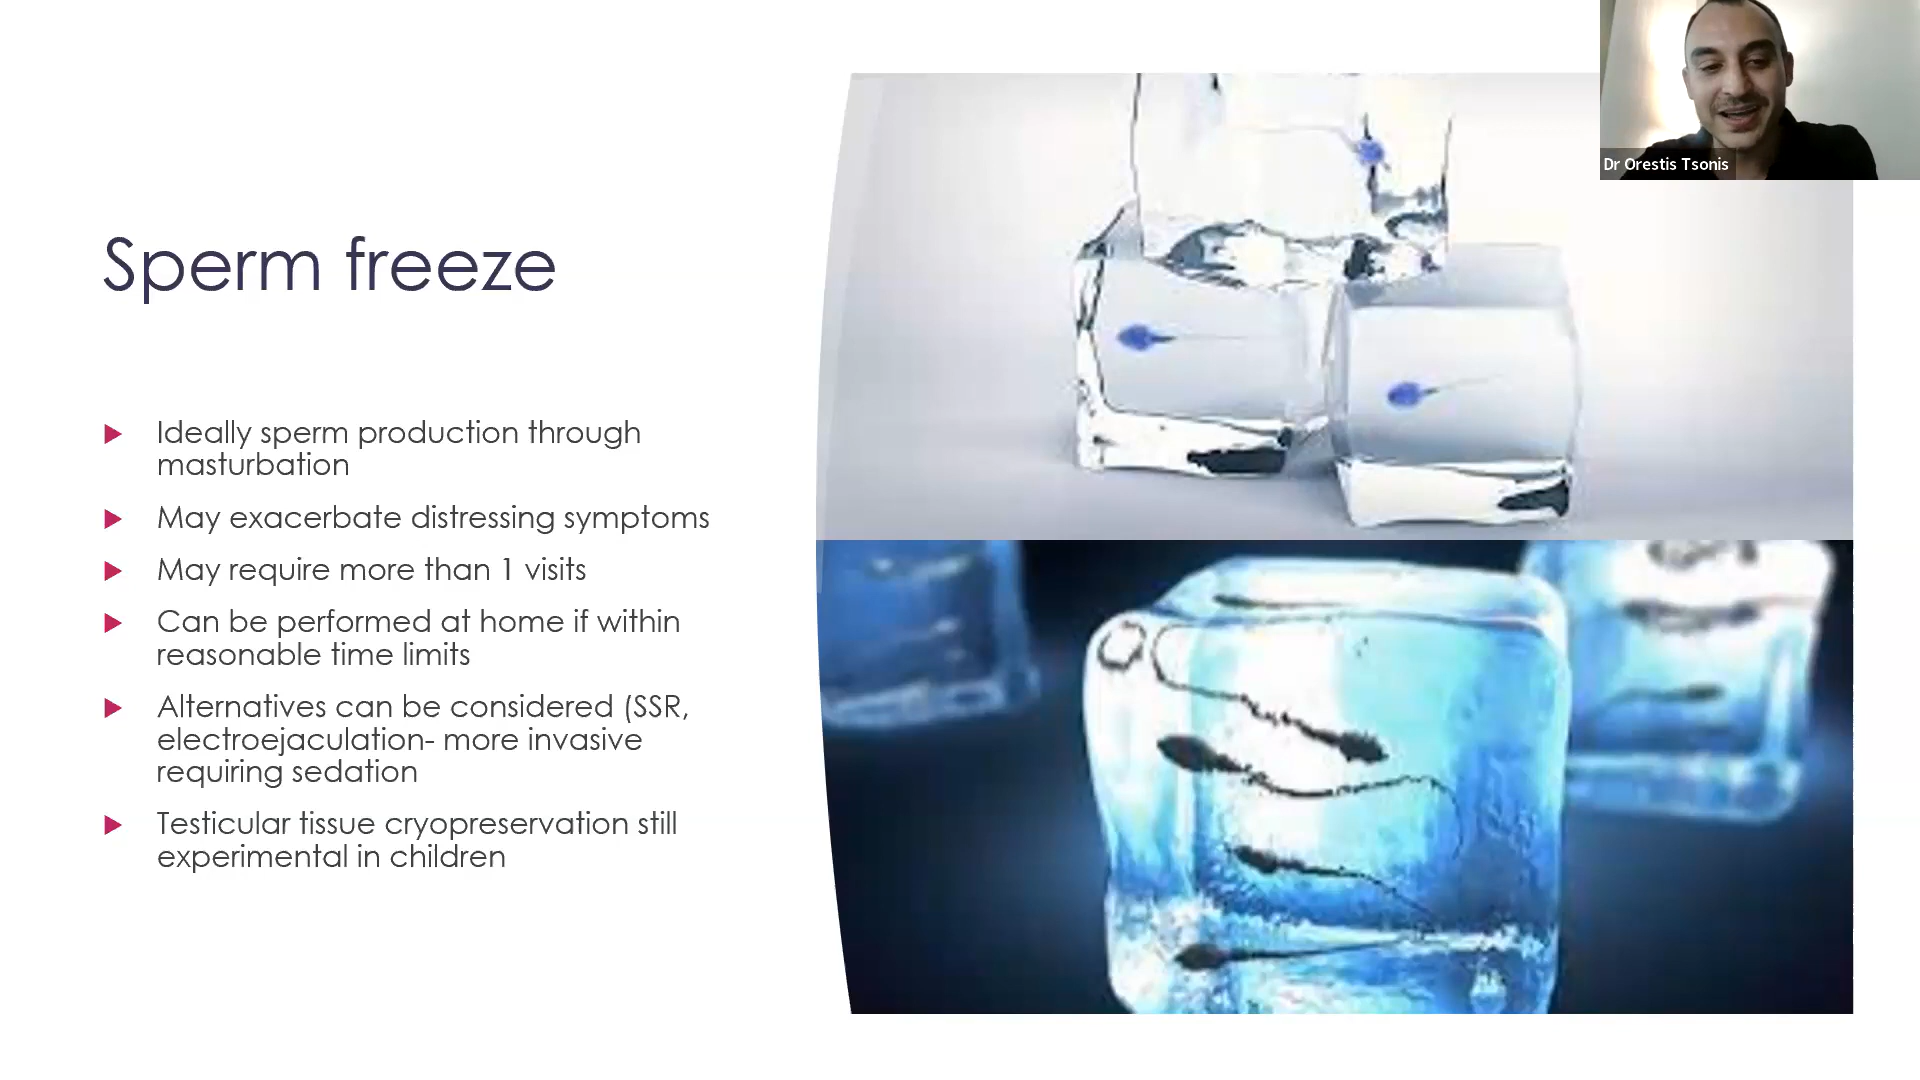 Dr Orestis Tsonis
Sperm freeze
Ideally sperm production through
masturbation
May exacerbate distressing symptoms
May require more than 1 visits
Can be performed at home if within
reasonable time limits
Alternatives can be considered (SSR,
electroejaculation- more invasive
requiring sedation
Testicular tissue cryopreservation still
experimental in children